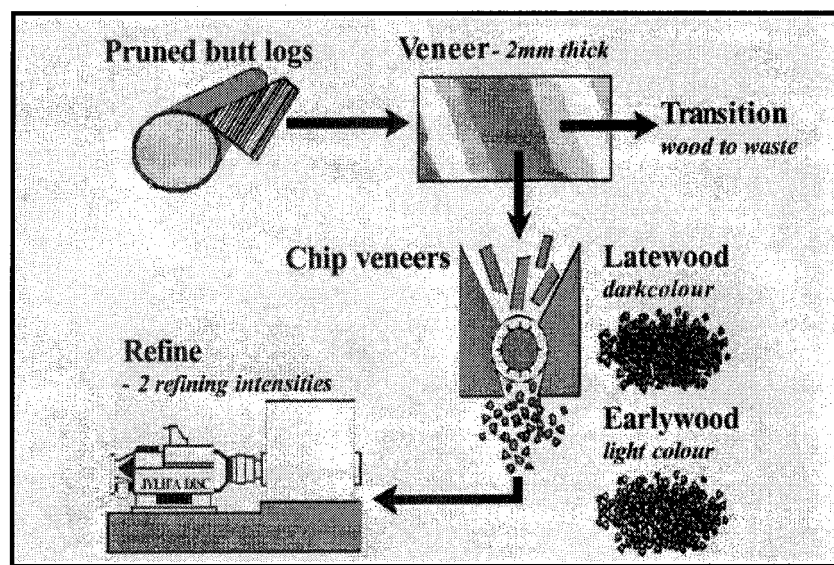 Pruned butt logs
Veneer - 2mm thick
Transition
wood to waste
Chip veneers
Latewood
darkcolour
Refine
- 2 refining intensities
Earlywood
light colour
DISC